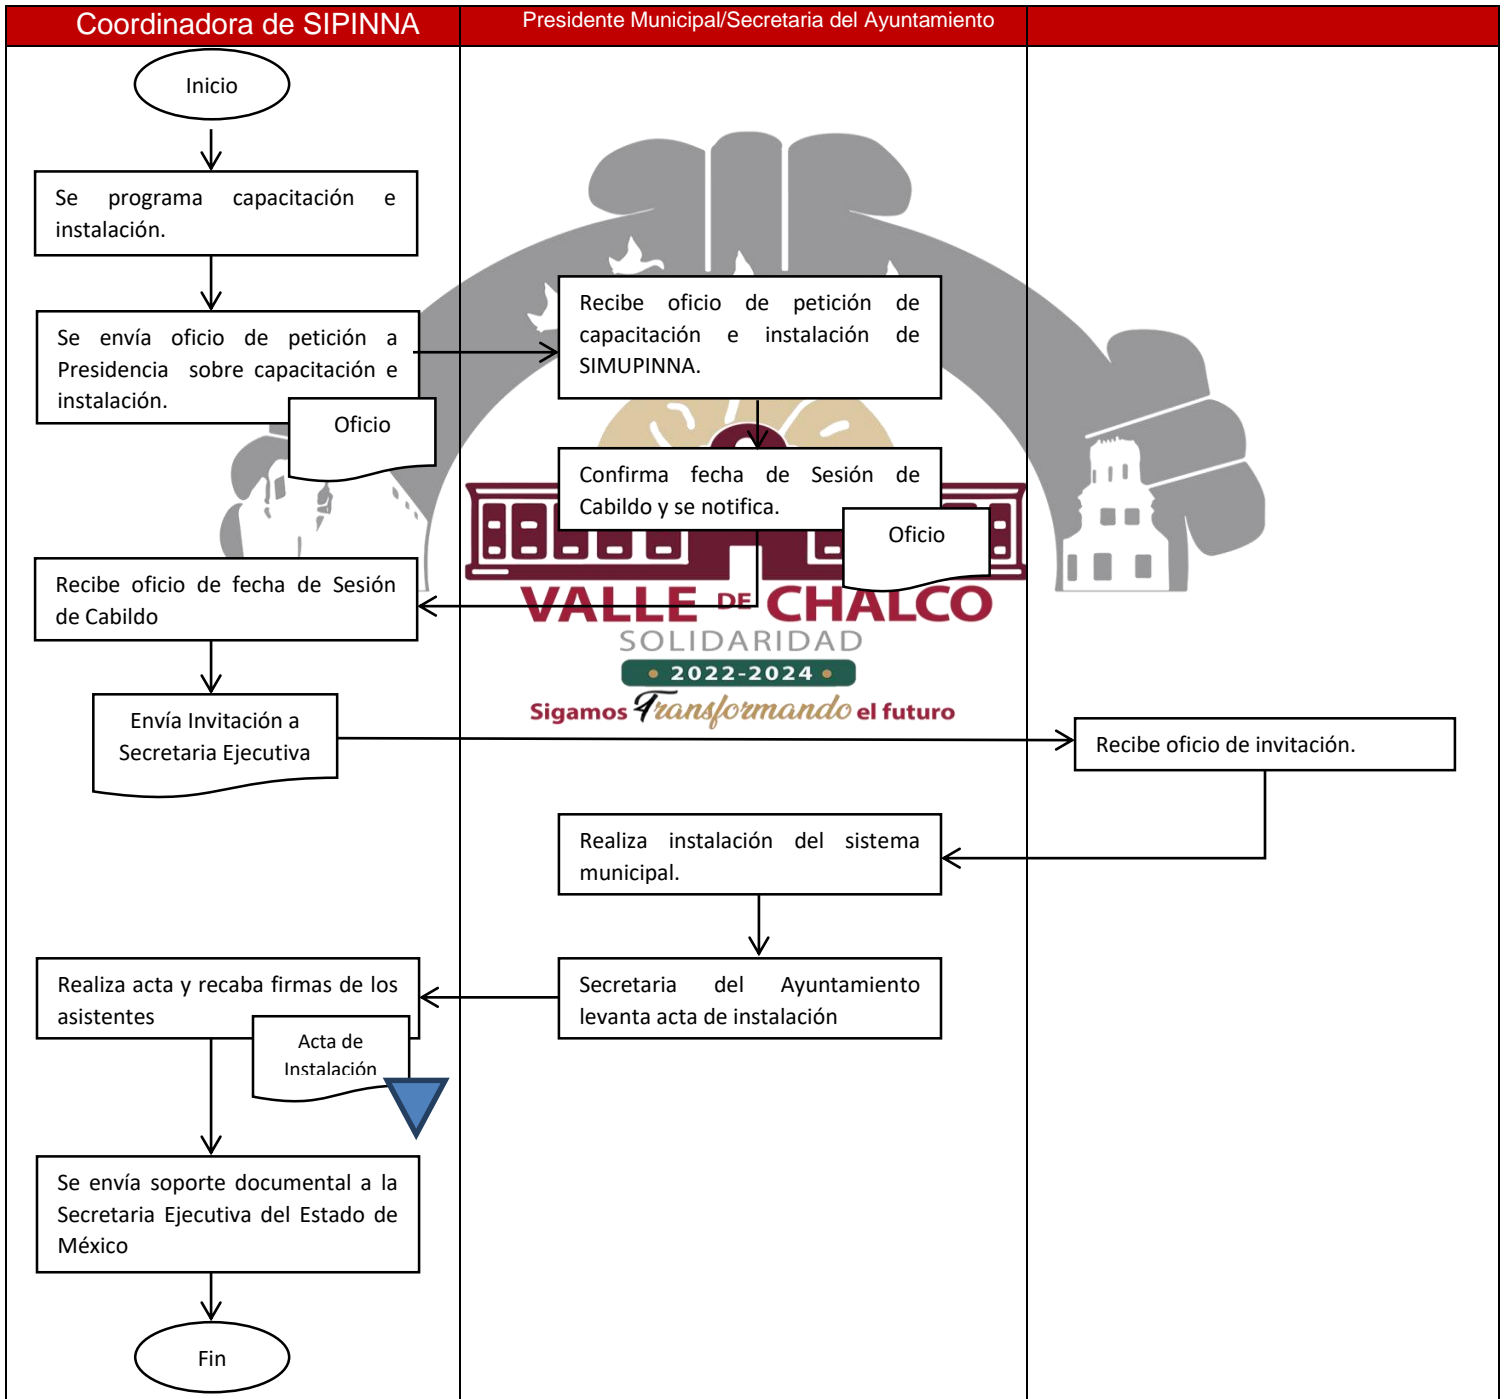 Coordinadora de SIPINNA
Presidente Municipal/Secretaria del Ayuntamiento
Inicio
Se programa capacitación e
instalación.
Se envía oficio de petición a
Presidencia sobre capacitación e
instalación.
Oficio
Recibe oficio de petición de
capacitación e instalación de
SIMUPINNA.
Confirma fecha de Sesión de
Cabildo y se notifica.
Oficio
Recibe oficio de fecha de Sesión
de Cabildo
VALLE DE CHALCO
SOLIDARIDAD
• 2022-2024 •
Sigamos Transformando el futuro
Envía Invitación a
Secretaria Ejecutiva
Recibe oficio de invitación.
Realiza instalación del sistema
municipal.
Secretaria del Ayuntamiento
levanta acta de instalación
Realiza acta y recaba firmas de los
asistentes
Acta de
Instalación
Se envía soporte documental a la
Secretaria Ejecutiva del Estado de
México
Fin